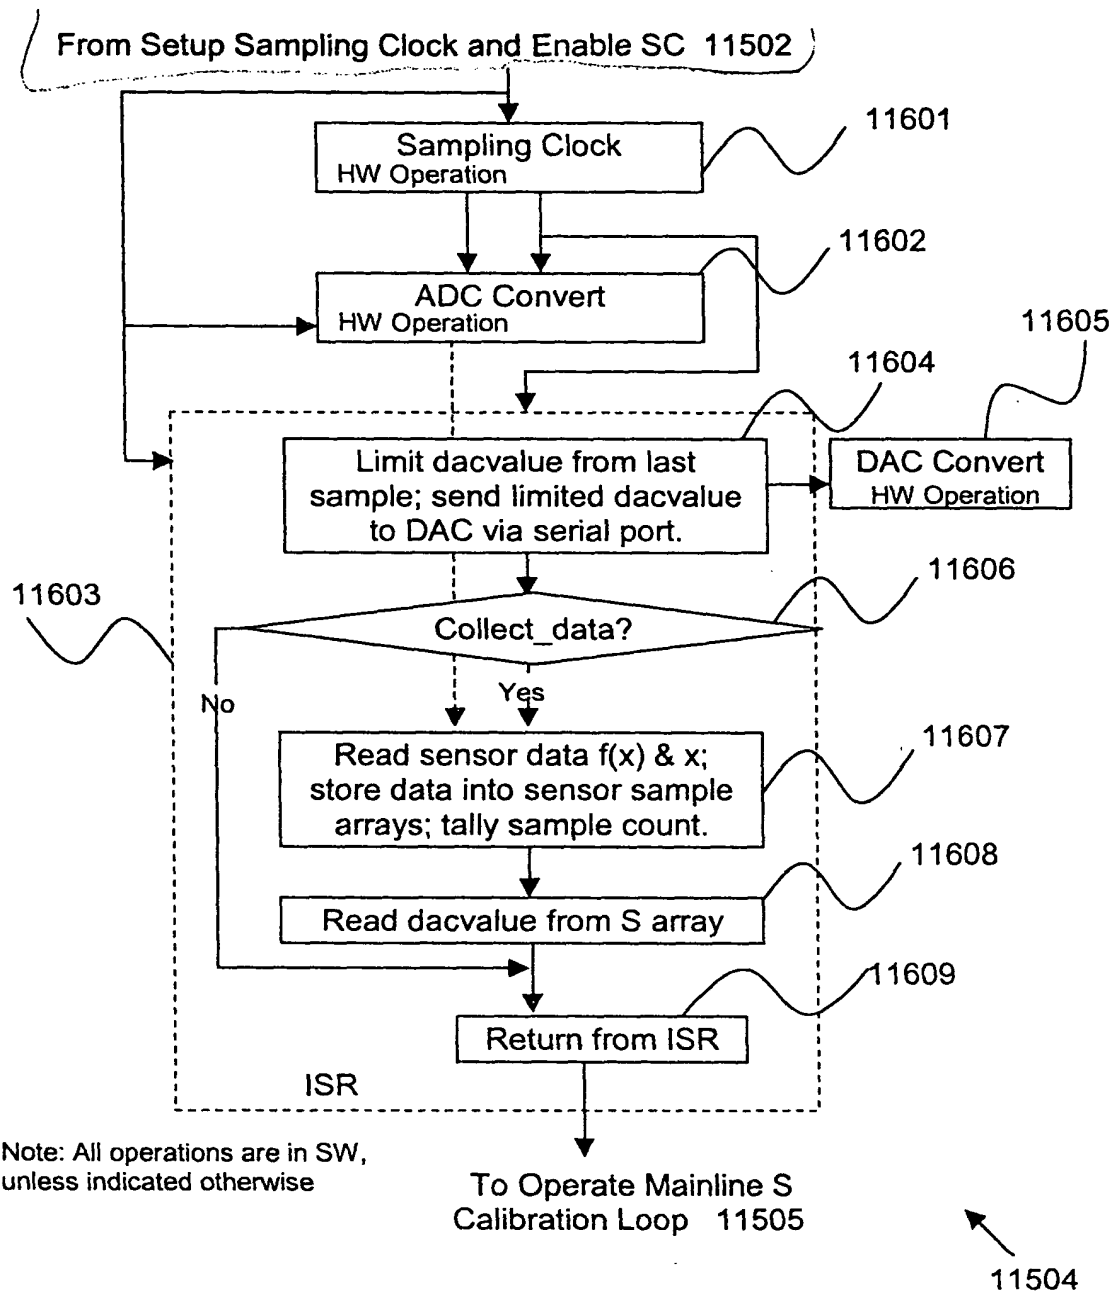 From Setup Sampling Clock and Enable SC 11502
11601
Sampling Clock
HW Operation
11602
ADC Convert
HW Operation
11605
11604
Limit dacvalue from last
sample; send limited dacvalue
to DAC via serial port.
DAC Convert
HW Operation
11606
11603
Collect_data?
No
Yes
11607
Read sensor data f(x) & x;
store data into sensor sample
arrays; tally sample count.
11608
Read dacvalue from S array
11609
Return from ISR
ISR
Note: All operations are in SW,
unless indicated otherwise
To Operate Mainline S
Calibration Loop 11505
11504